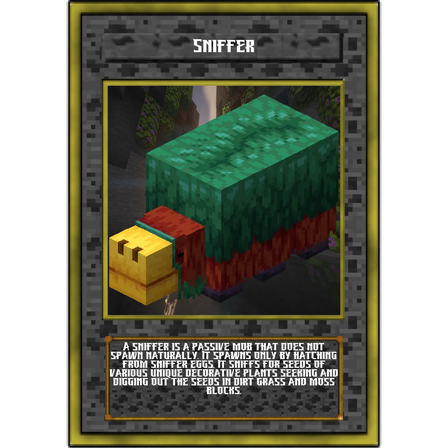 SNIFFER
A SNIFFER IS A PASSIVE MOB THAT DOES NOT
SPAWN NATURALLY. IT SPAWNS ONLY BY HATCHING
FROM SNIFFER EGGS. IT SNIFFS FOR SEEDS OF
VARIOUS UNIQUE DECORATIVE PLANTS SEEKING AND
DIGGING OUT THE SEEDS IN DIRT GRASS AND MOSS
BLOCKS.